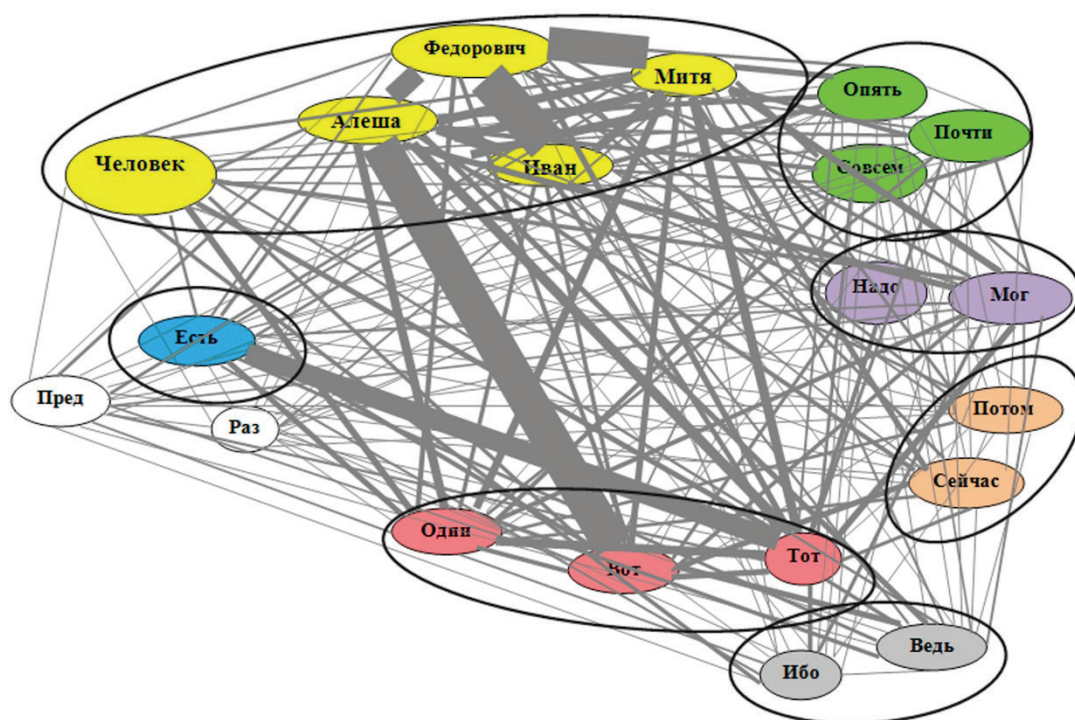 Федорович
Митя
Опять
Алеша
Почти
Человек
Иван
Совсем
Надо
Мог
Есть
Пред
Раз
Потом
Сейчас
Один
Вот
Тот
Ведь
Ибо